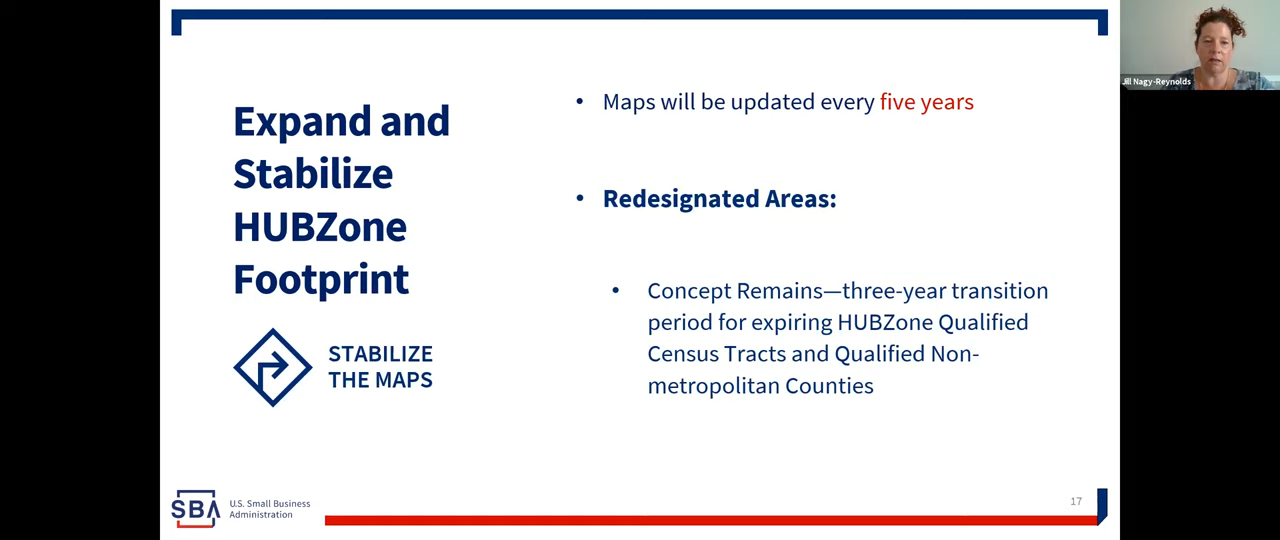 Expand and
Stabilize
HUBZone
Footprint
STABILIZE
THE MAPS
• Maps will be updated every five years
• Redesignated Areas:
• Concept Remains—three-year transition
period for expiring HUBZone Qualified
Census Tracts and Qualified Non-
metropolitan Counties
SBA
U.S. Small Business
Administration
17
Jill Nagy-Reynolds